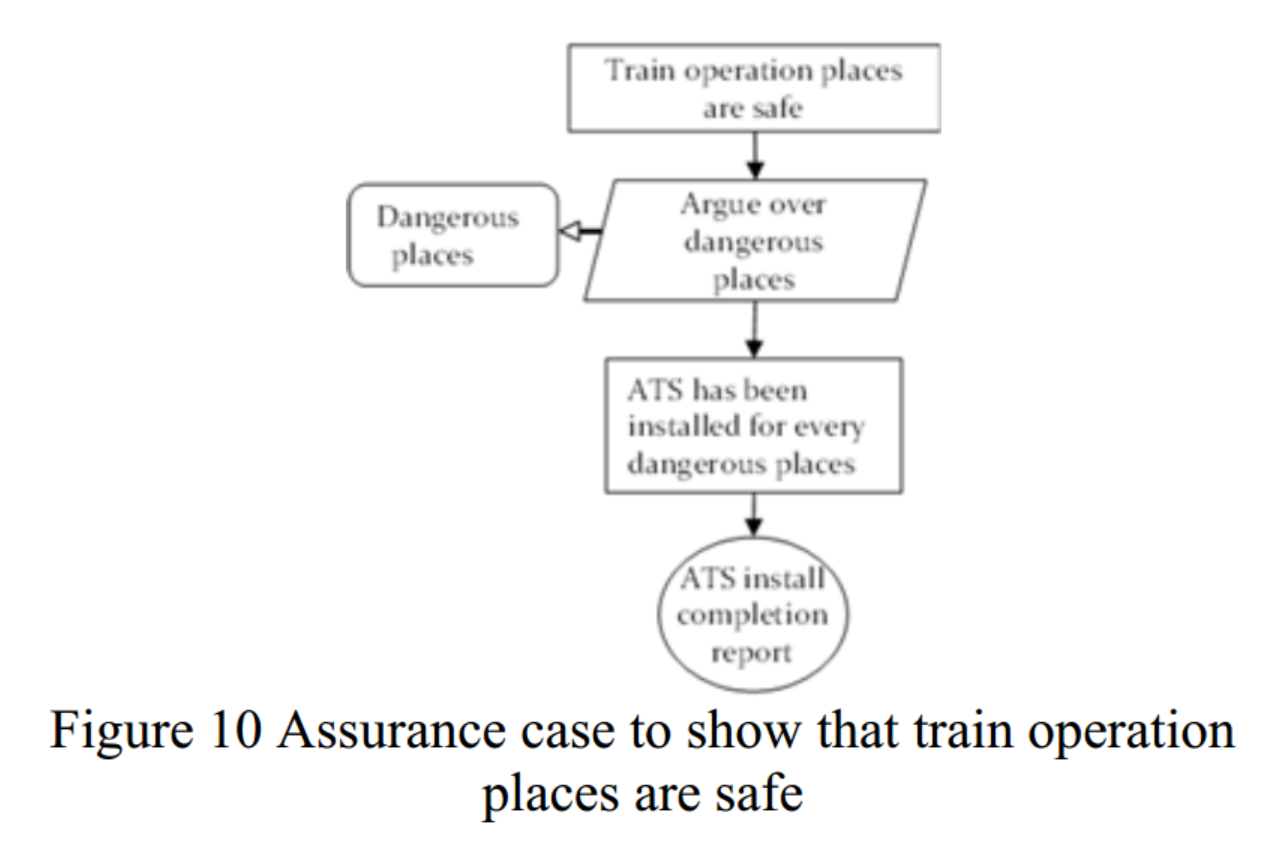 Train operation places
are safe
Dangerous
places
Argue over
dangerous
places
ATS has been
installed for every
dangerous places
ATS install
completion
report
Figure 10 Assurance case to show that train operation
places are safe